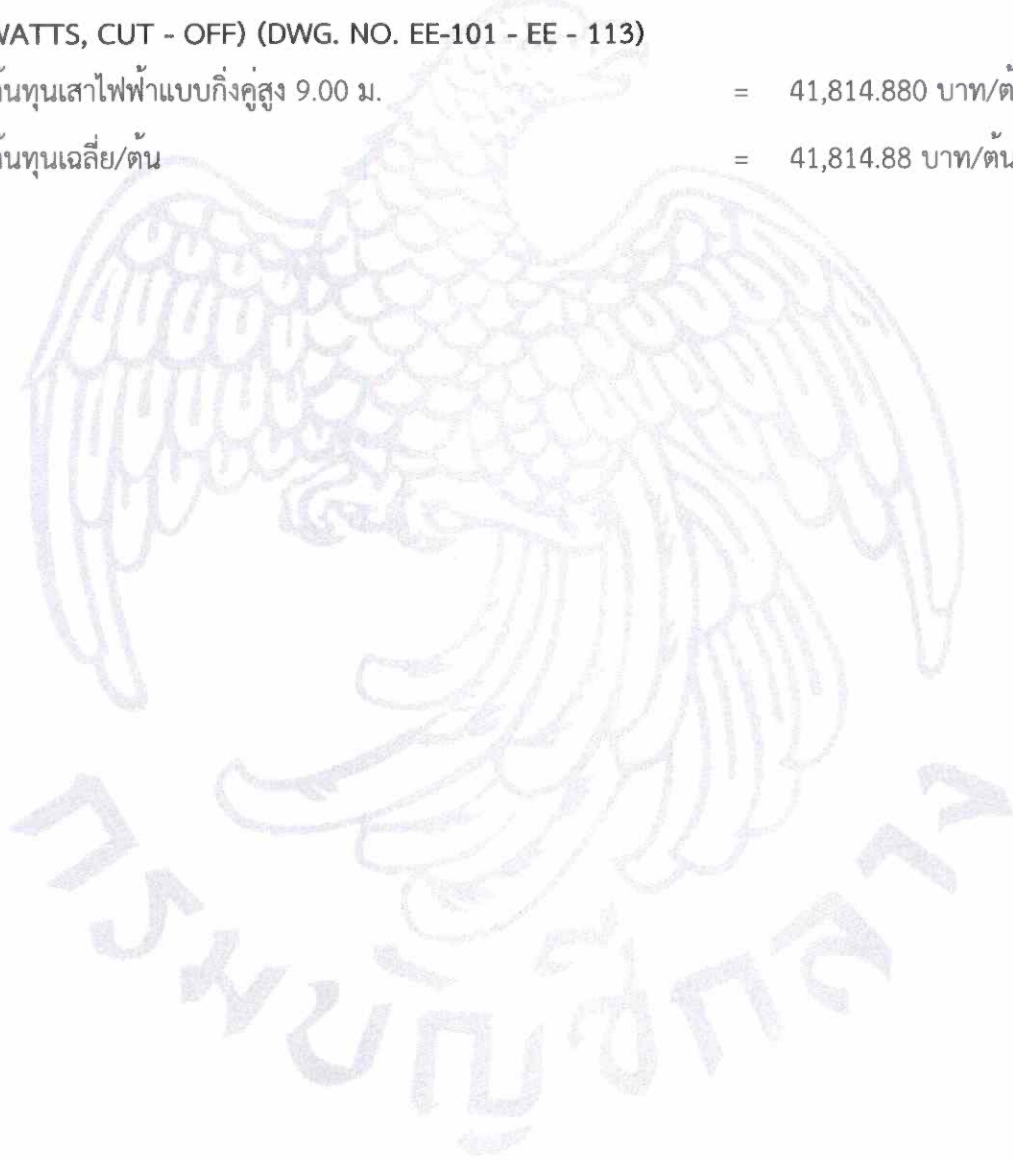 WATTS, CUT - OFF) (DWG. NO. EE-101 - EE - 113)
ต้นทุนเสาไฟฟ้าแบบกิ่งคู่สูง 9.00 ม. = 41,814.880 บาท/ต้
ต้นทุนเฉลี่ย/ต้น = 41,814.88 บาท/ต้น
กรมบัญชีกลาง